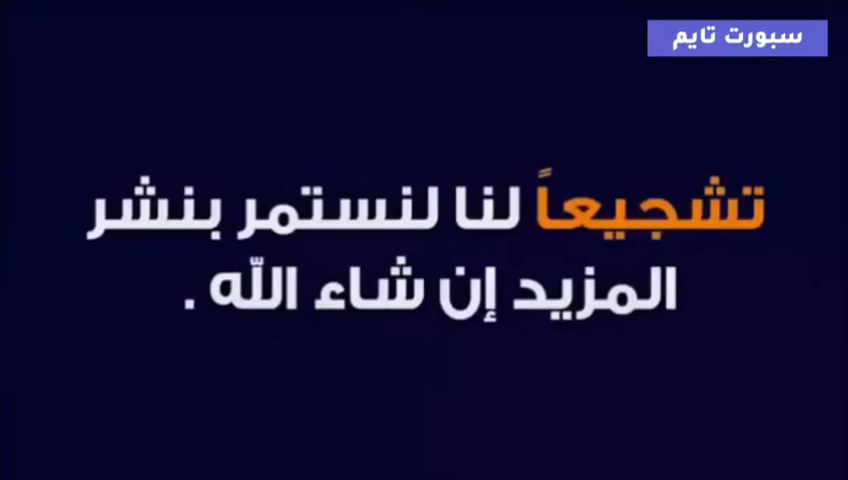 سبورت تايم
تشجيعاً لنا لنستمر بنشر
المزيد إن شاء الله .